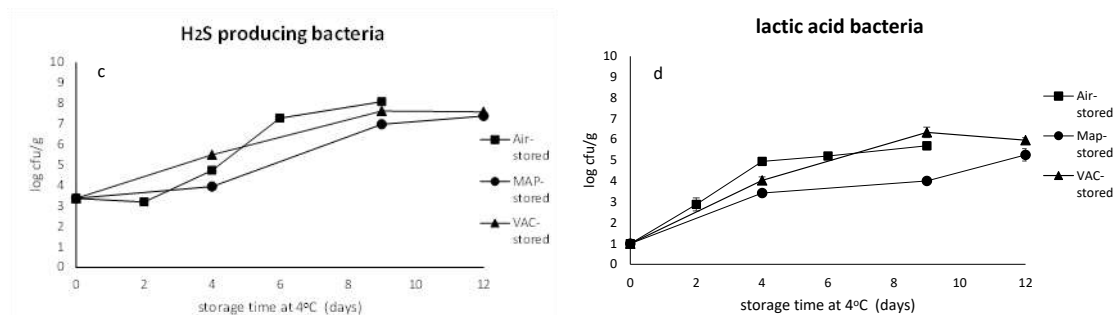 H2S producing bacteria
c
10
9
8
7
6
5
4
3
2
1
0
log cfu/g
0 2 4 6 8 10 12
storage time at 4ºC (days)
Air-
stored
MAP-
stored
VAC-
stored
lactic acid bacteria
d
10
9
8
7
6
5
4
3
2
1
0
log cfu/g
0 2 4 6 8 10 12
storage time at 4ºC (days)
Air-
stored
Map-
stored
VAC-
stored